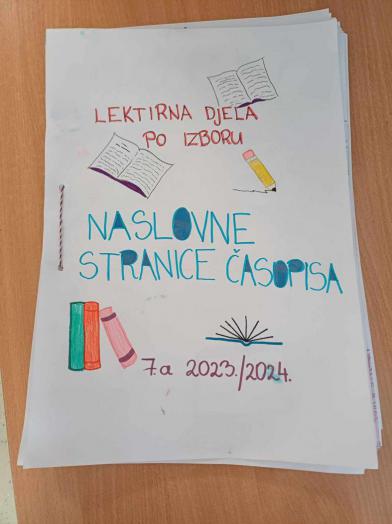 LEKTIRNA DJELA
PO IZBORU
NASLOVNE
STRANICE ČASOPISA
7.a 2023./2024.